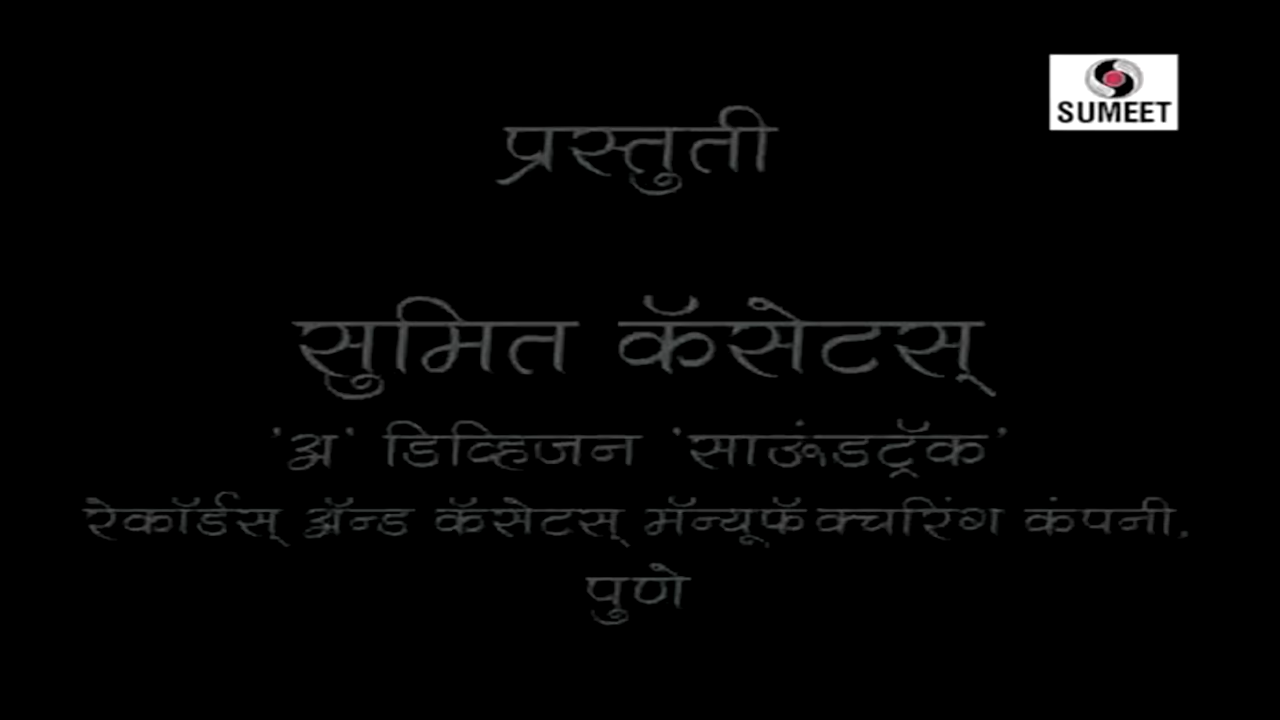 SUMEET
प्रस्तुती
सुमित कॅसेटस्
'अ' डिव्हिजन 'साऊंडट्रॅक'
रेकॉर्डस् ॲन्ड कॅसेटस् मॅन्यूफॅक्चरिंग कंपनी.
पुणे